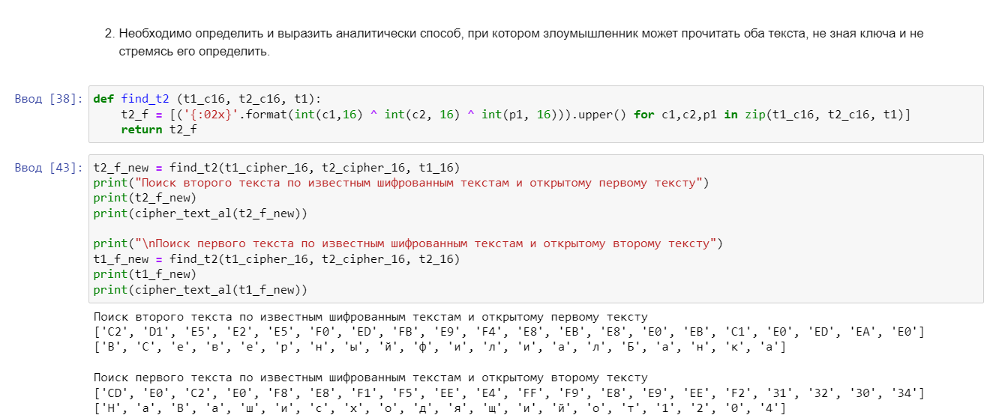 2. Необходимо определить и выразить аналитически способ, при котором злоумышленник может прочитать оба текста, не зная ключа и не
стремясь его определить.
Ввод [38]: def find_t2 (t1_c16, t2_c16, t1):
    t2_f = [('{:02x}'.format(int(c1,16) ^ int(c2, 16) ^ int(p1, 16))).upper() for c1,c2,p1 in zip(t1_c16, t2_c16, t1)]
    return t2_f
Ввод [43]: t2_f_new = find_t2(t1_cipher_16, t2_cipher_16, t1_16)
print("Поиск второго текста по известным шифрованным текстам и открытому первому тексту")
print(t2_f_new)
print(cipher_text_al(t2_f_new))
print("\nПоиск первого текста по известным шифрованным текстам и открытому второму тексту")
t1_f_new = find_t2(t1_cipher_16, t2_cipher_16, t2_16)
print(t1_f_new)
print(cipher_text_al(t1_f_new))
Поиск второго текста по известным шифрованным текстам и открытому первому тексту
['C2', 'D1', 'E5', 'E2', 'E5', 'F0', 'ED', 'FB', 'E9', 'F4', 'E8', 'EB', 'E8', 'E0', 'EB', 'C1', 'E0', 'ED', 'EA', 'E0']
['В', 'С', 'е', 'в', 'е', 'р', 'н', 'ы', 'й', 'ф', 'и', 'л', 'и', 'а', 'л', 'Б', 'а', 'н', 'к', 'а']
Поиск первого текста по известным шифрованным текстам и открытому второму тексту
['CD', 'E0', 'C2', 'E0', 'F8', 'E8', 'F1', 'F5', 'EE', 'E4', 'FF', 'F9', 'E8', 'E9', 'EE', 'F2', '31', '32', '30', '34']
['Н', 'а', 'В', 'а', 'ш', 'и', 'с', 'х', 'о', 'д', 'я', 'щ', 'и', 'й', 'о', 'т', '1', '2', '0', '4']